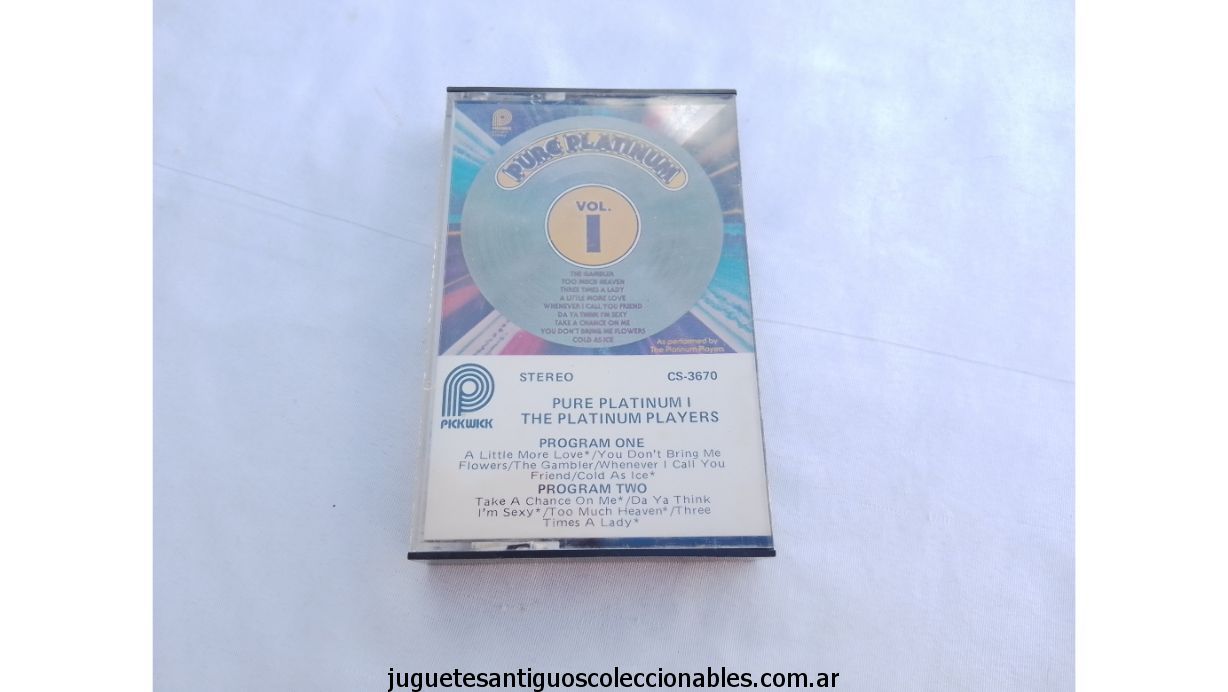 PICKWICK
PURE PLATINUM
VOL.
I
THE GAMBLER
TOO MUCH HEAVEN
THREE TIMES A LADY
A LITTLE MORE LOVE
WHENEVER I CALL YOU FRIEND
DA YA THINK I'M SEXY
TAKE A CHANCE ON ME
YOU DON'T BRING ME FLOWERS
COLD AS ICE
As performed by
The Platinum Players
STEREO CS-3670
PICKWICK
PURE PLATINUM I
THE PLATINUM PLAYERS
PROGRAM ONE
A Little More Love*/You Don't Bring Me
Flowers/The Gambler/Whenever I Call You
Friend/Cold As Ice*
PROGRAM TWO
Take A Chance On Me*/Da Ya Think
I'm Sexy*/Too Much Heaven*/Three
Times A Lady*
juguetesantiguoscoleccionables.com.ar